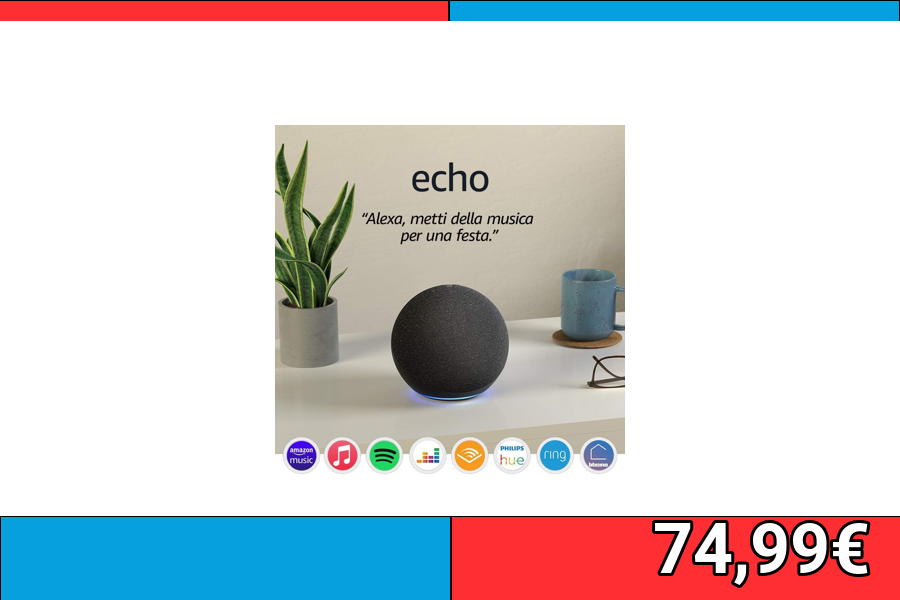 echo
“Alexa, metti della musica
per una festa.”
amazon
music
PHILIPS
hue
ring
74,99€